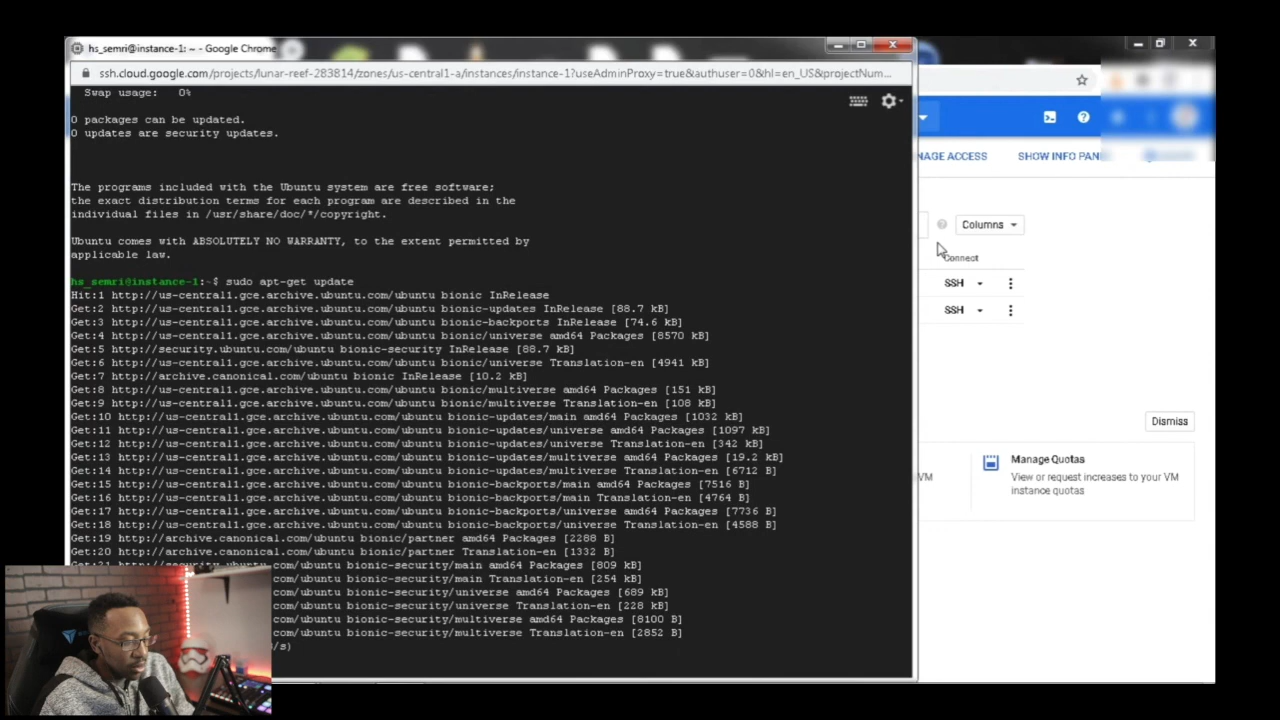 hs_semri@instance-1: ~ - Google Chrome
ssh.cloud.google.com/projects/lunar-reef-283814/zones/us-central1-a/instances/instance-1?useAdminProxy=true&authuser=0&hl=en_US&projectNum...
Swap usage:   0%
0 packages can be updated.
0 updates are security updates.
The programs included with the Ubuntu system are free software;
the exact distribution terms for each program are described in the
individual files in /usr/share/doc/*/copyright.
Ubuntu comes with ABSOLUTELY NO WARRANTY, to the extent permitted by
applicable law.
hs_semri@instance-1:~$ sudo apt-get update
Hit:1 http://us-central1.gce.archive.ubuntu.com/ubuntu bionic InRelease
Get:2 http://us-central1.gce.archive.ubuntu.com/ubuntu bionic-updates InRelease [88.7 kB]
Get:3 http://us-central1.gce.archive.ubuntu.com/ubuntu bionic-backports InRelease [74.6 kB]
Get:4 http://us-central1.gce.archive.ubuntu.com/ubuntu bionic/universe amd64 Packages [8570 kB]
Get:5 http://security.ubuntu.com/ubuntu bionic-security InRelease [88.7 kB]
Get:6 http://us-central1.gce.archive.ubuntu.com/ubuntu bionic/universe Translation-en [4941 kB]
Get:7 http://archive.canonical.com/ubuntu bionic InRelease [10.2 kB]
Get:8 http://us-central1.gce.archive.ubuntu.com/ubuntu bionic/multiverse amd64 Packages [151 kB]
Get:9 http://us-central1.gce.archive.ubuntu.com/ubuntu bionic/multiverse Translation-en [108 kB]
Get:10 http://us-central1.gce.archive.ubuntu.com/ubuntu bionic-updates/main amd64 Packages [1032 kB]
Get:11 http://us-central1.gce.archive.ubuntu.com/ubuntu bionic-updates/universe amd64 Packages [1097 kB]
Get:12 http://us-central1.gce.archive.ubuntu.com/ubuntu bionic-updates/universe Translation-en [342 kB]
Get:13 http://us-central1.gce.archive.ubuntu.com/ubuntu bionic-updates/multiverse amd64 Packages [19.2 kB]
Get:14 http://us-central1.gce.archive.ubuntu.com/ubuntu bionic-updates/multiverse Translation-en [6712 B]
Get:15 http://us-central1.gce.archive.ubuntu.com/ubuntu bionic-backports/main amd64 Packages [7516 B]
Get:16 http://us-central1.gce.archive.ubuntu.com/ubuntu bionic-backports/main Translation-en [4764 B]
Get:17 http://us-central1.gce.archive.ubuntu.com/ubuntu bionic-backports/universe amd64 Packages [7736 B]
Get:18 http://us-central1.gce.archive.ubuntu.com/ubuntu bionic-backports/universe Translation-en [4588 B]
Get:19 http://archive.canonical.com/ubuntu bionic/partner amd64 Packages [2288 B]
Get:20 http://archive.canonical.com/ubuntu bionic/partner Translation-en [1332 B]
Get:21 http://security.ubuntu.com/ubuntu bionic-security/main amd64 Packages [809 kB]
com/ubuntu bionic-security/main Translation-en [254 kB]
com/ubuntu bionic-security/universe amd64 Packages [689 kB]
com/ubuntu bionic-security/universe Translation-en [228 kB]
com/ubuntu bionic-security/multiverse amd64 Packages [8100 B]
com/ubuntu bionic-security/multiverse Translation-en [2852 B]
/s)
NAGE ACCESS
SHOW INFO PAN
Columns
Connect
SSH
SSH
Dismiss
VM
Manage Quotas
View or request increases to your VM
instance quotas